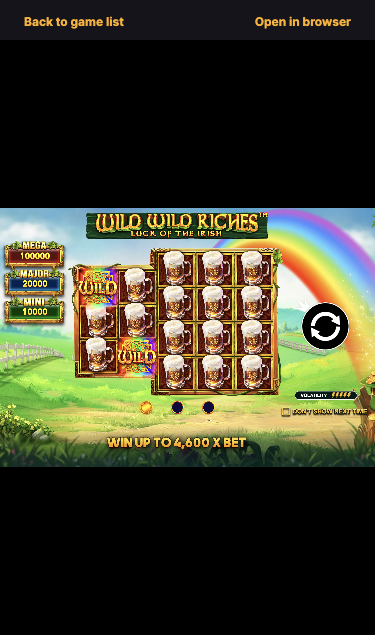 Back to game list
Open in browser
WILD WILD RICHES™
LUCK OF THE IRISH
MEGA
100000
MAJOR
20000
MINI
10000
WILD
WILD
VOLATILITY
DON'T SHOW NEXT TIME
WIN UP TO 4,600 X BET